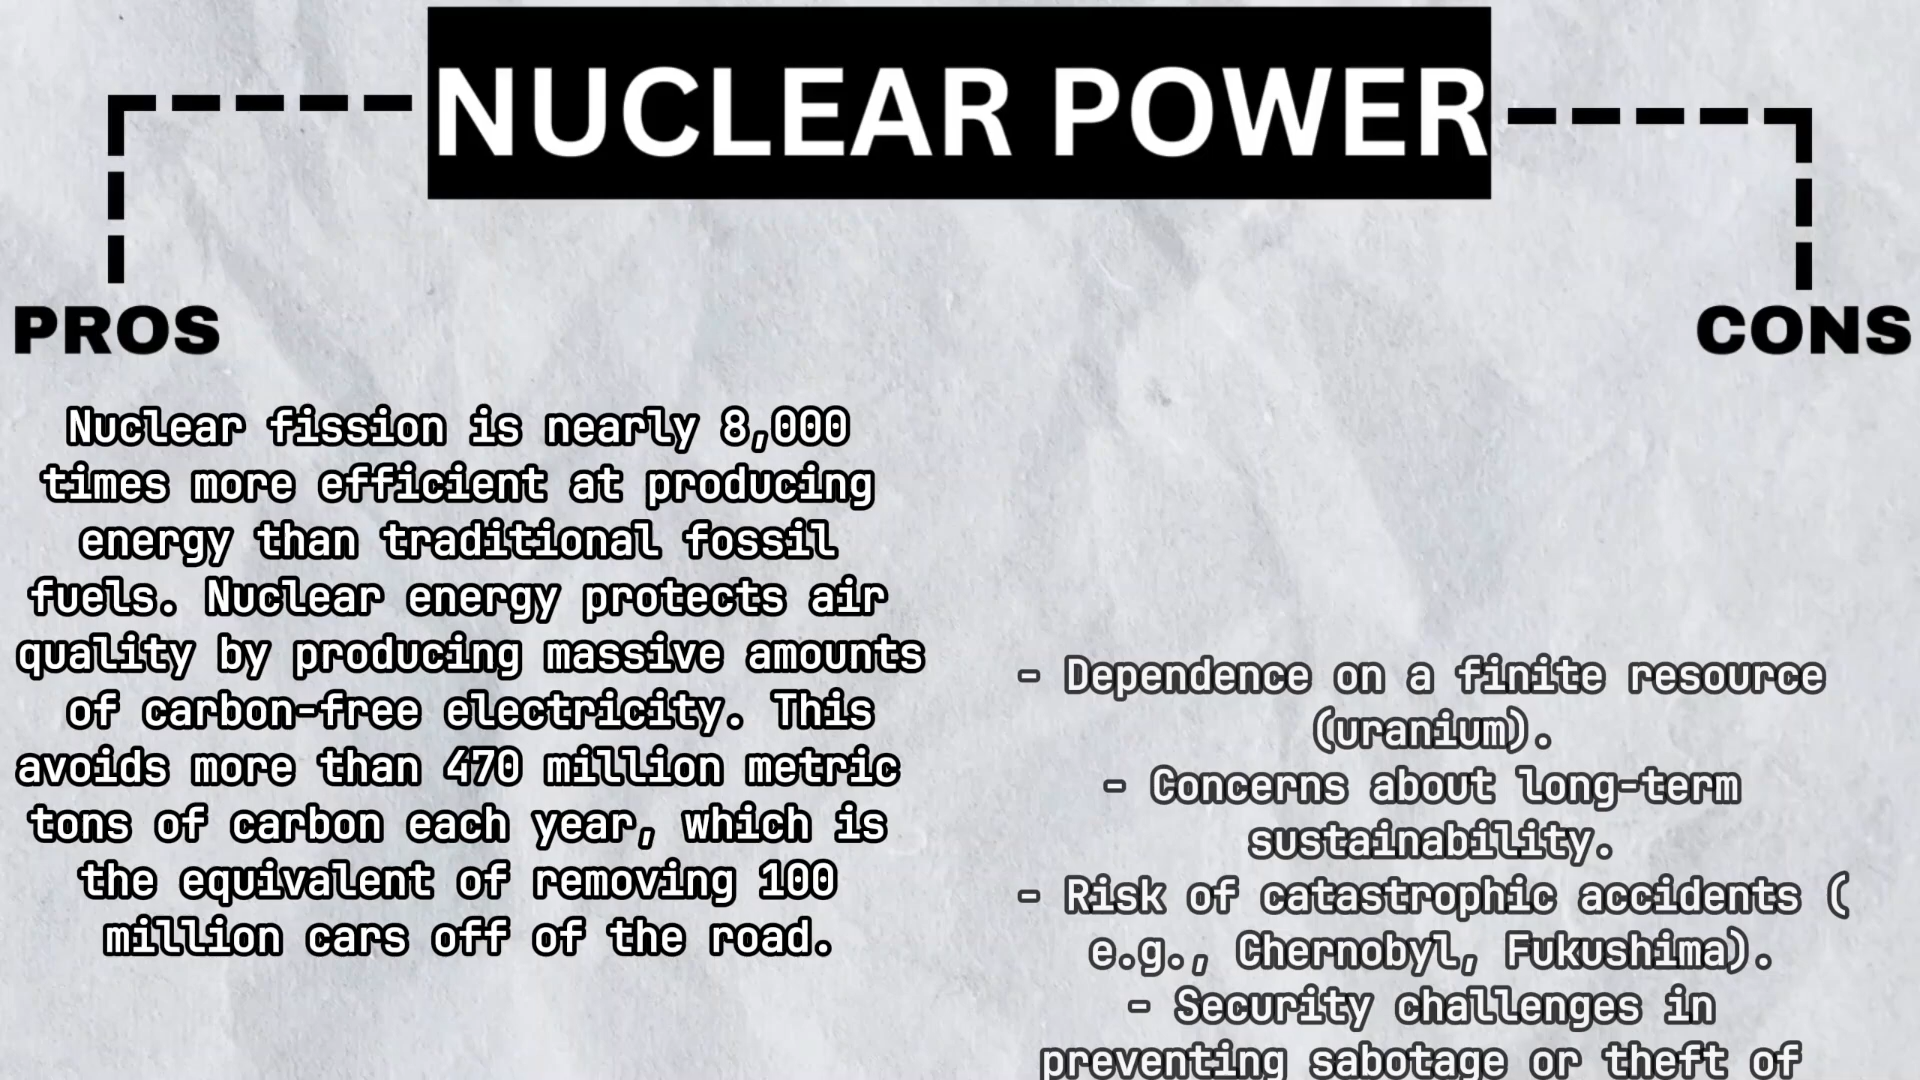 NUCLEAR POWER
PROS
CONS
Nuclear fission is nearly 8,000
times more efficient at producing
energy than traditional fossil
fuels. Nuclear energy protects air
quality by producing massive amounts
of carbon-free electricity. This
avoids more than 470 million metric
tons of carbon each year, which is
the equivalent of removing 100
million cars off of the road.
- Dependence on a finite resource
(uranium).
- Concerns about long-term
sustainability.
- Risk of catastrophic accidents (
e.g., Chernobyl, Fukushima).
- Security challenges in
preventing sabotage or theft of